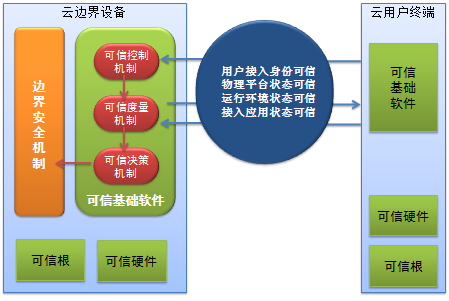 云边界设备
边界安全机制
可信控制
机制
可信度量
机制
可信决策
机制
可信基础软件
可信根
可信硬件
用户接入身份可信
物理平台状态可信
运行环境状态可信
接入应用状态可信
云用户终端
可信
基础
软件
可信硬件
可信根